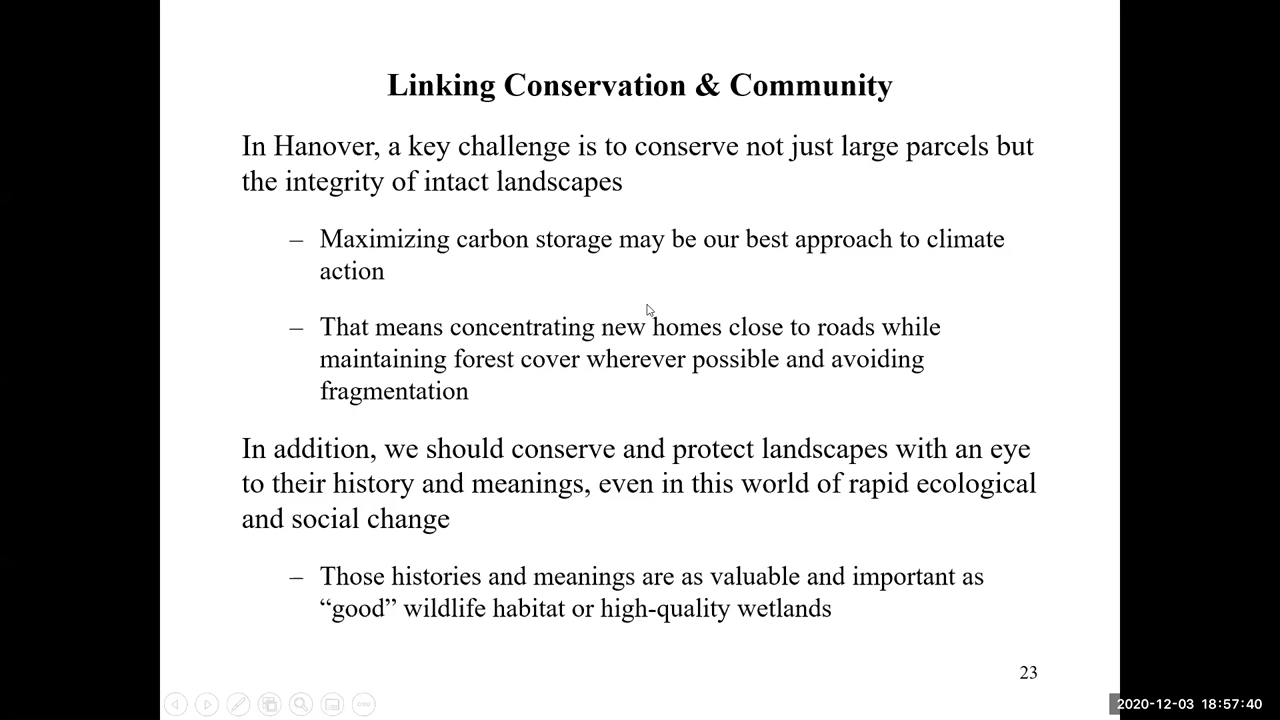 Linking Conservation & Community
In Hanover, a key challenge is to conserve not just large parcels but
the integrity of intact landscapes
– Maximizing carbon storage may be our best approach to climate
action
– That means concentrating new homes close to roads while
maintaining forest cover wherever possible and avoiding
fragmentation
In addition, we should conserve and protect landscapes with an eye
to their history and meanings, even in this world of rapid ecological
and social change
– Those histories and meanings are as valuable and important as
“good” wildlife habitat or high-quality wetlands
23
2020-12-03 18:57:40